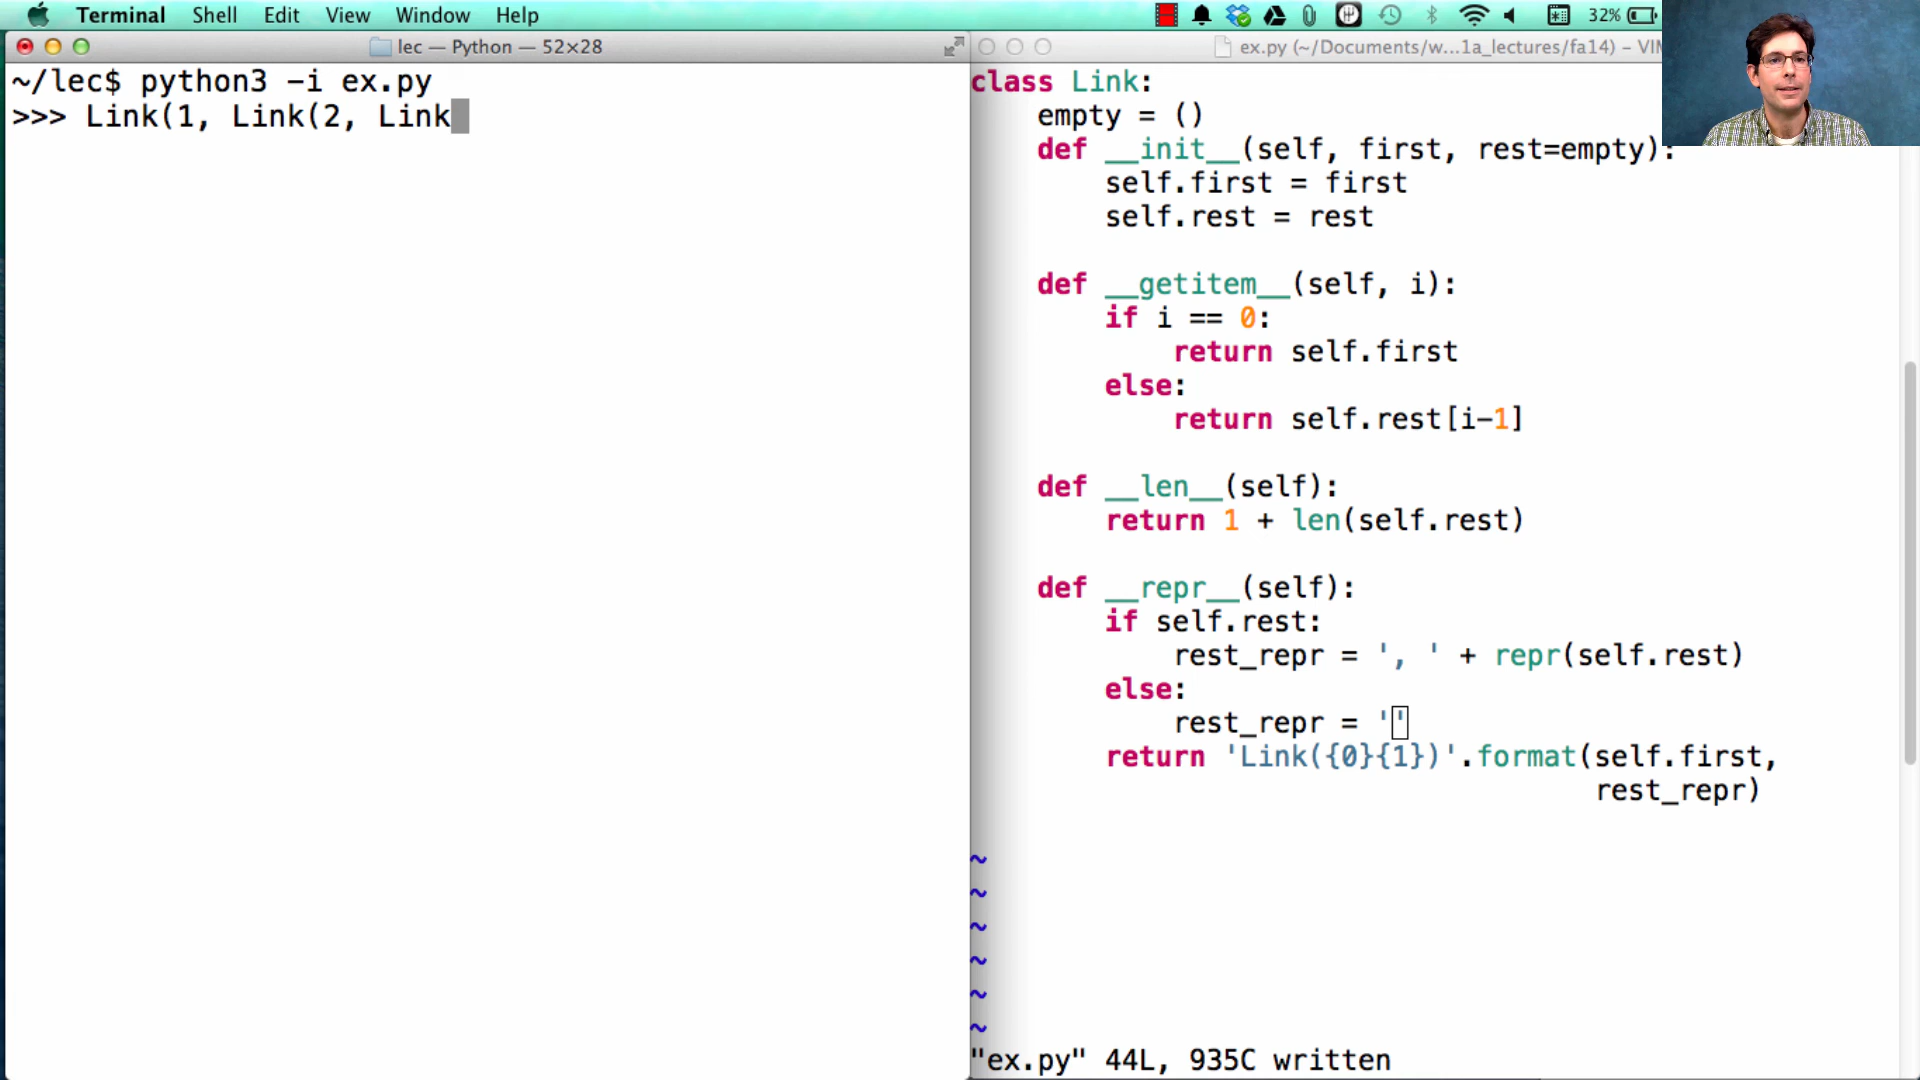 Terminal Shell Edit View Window Help 32%
lec — Python — 52×28
~/lec$ python3 -i ex.py
>>> Link(1, Link(2, Link
ex.py (~/Documents/w...1a_lectures/fa14) – VI
class Link:
    empty = ()
    def __init__(self, first, rest=empty):
        self.first = first
        self.rest = rest
    def __getitem__(self, i):
        if i == 0:
            return self.first
        else:
            return self.rest[i-1]
    def __len__(self):
        return 1 + len(self.rest)
    def __repr__(self):
        if self.rest:
            rest_repr = ', ' + repr(self.rest)
        else:
            rest_repr = ''
        return 'Link({0}{1})'.format(self.first,
                                     rest_repr)
~
~
~
~
~
~
"ex.py" 44L, 935C written